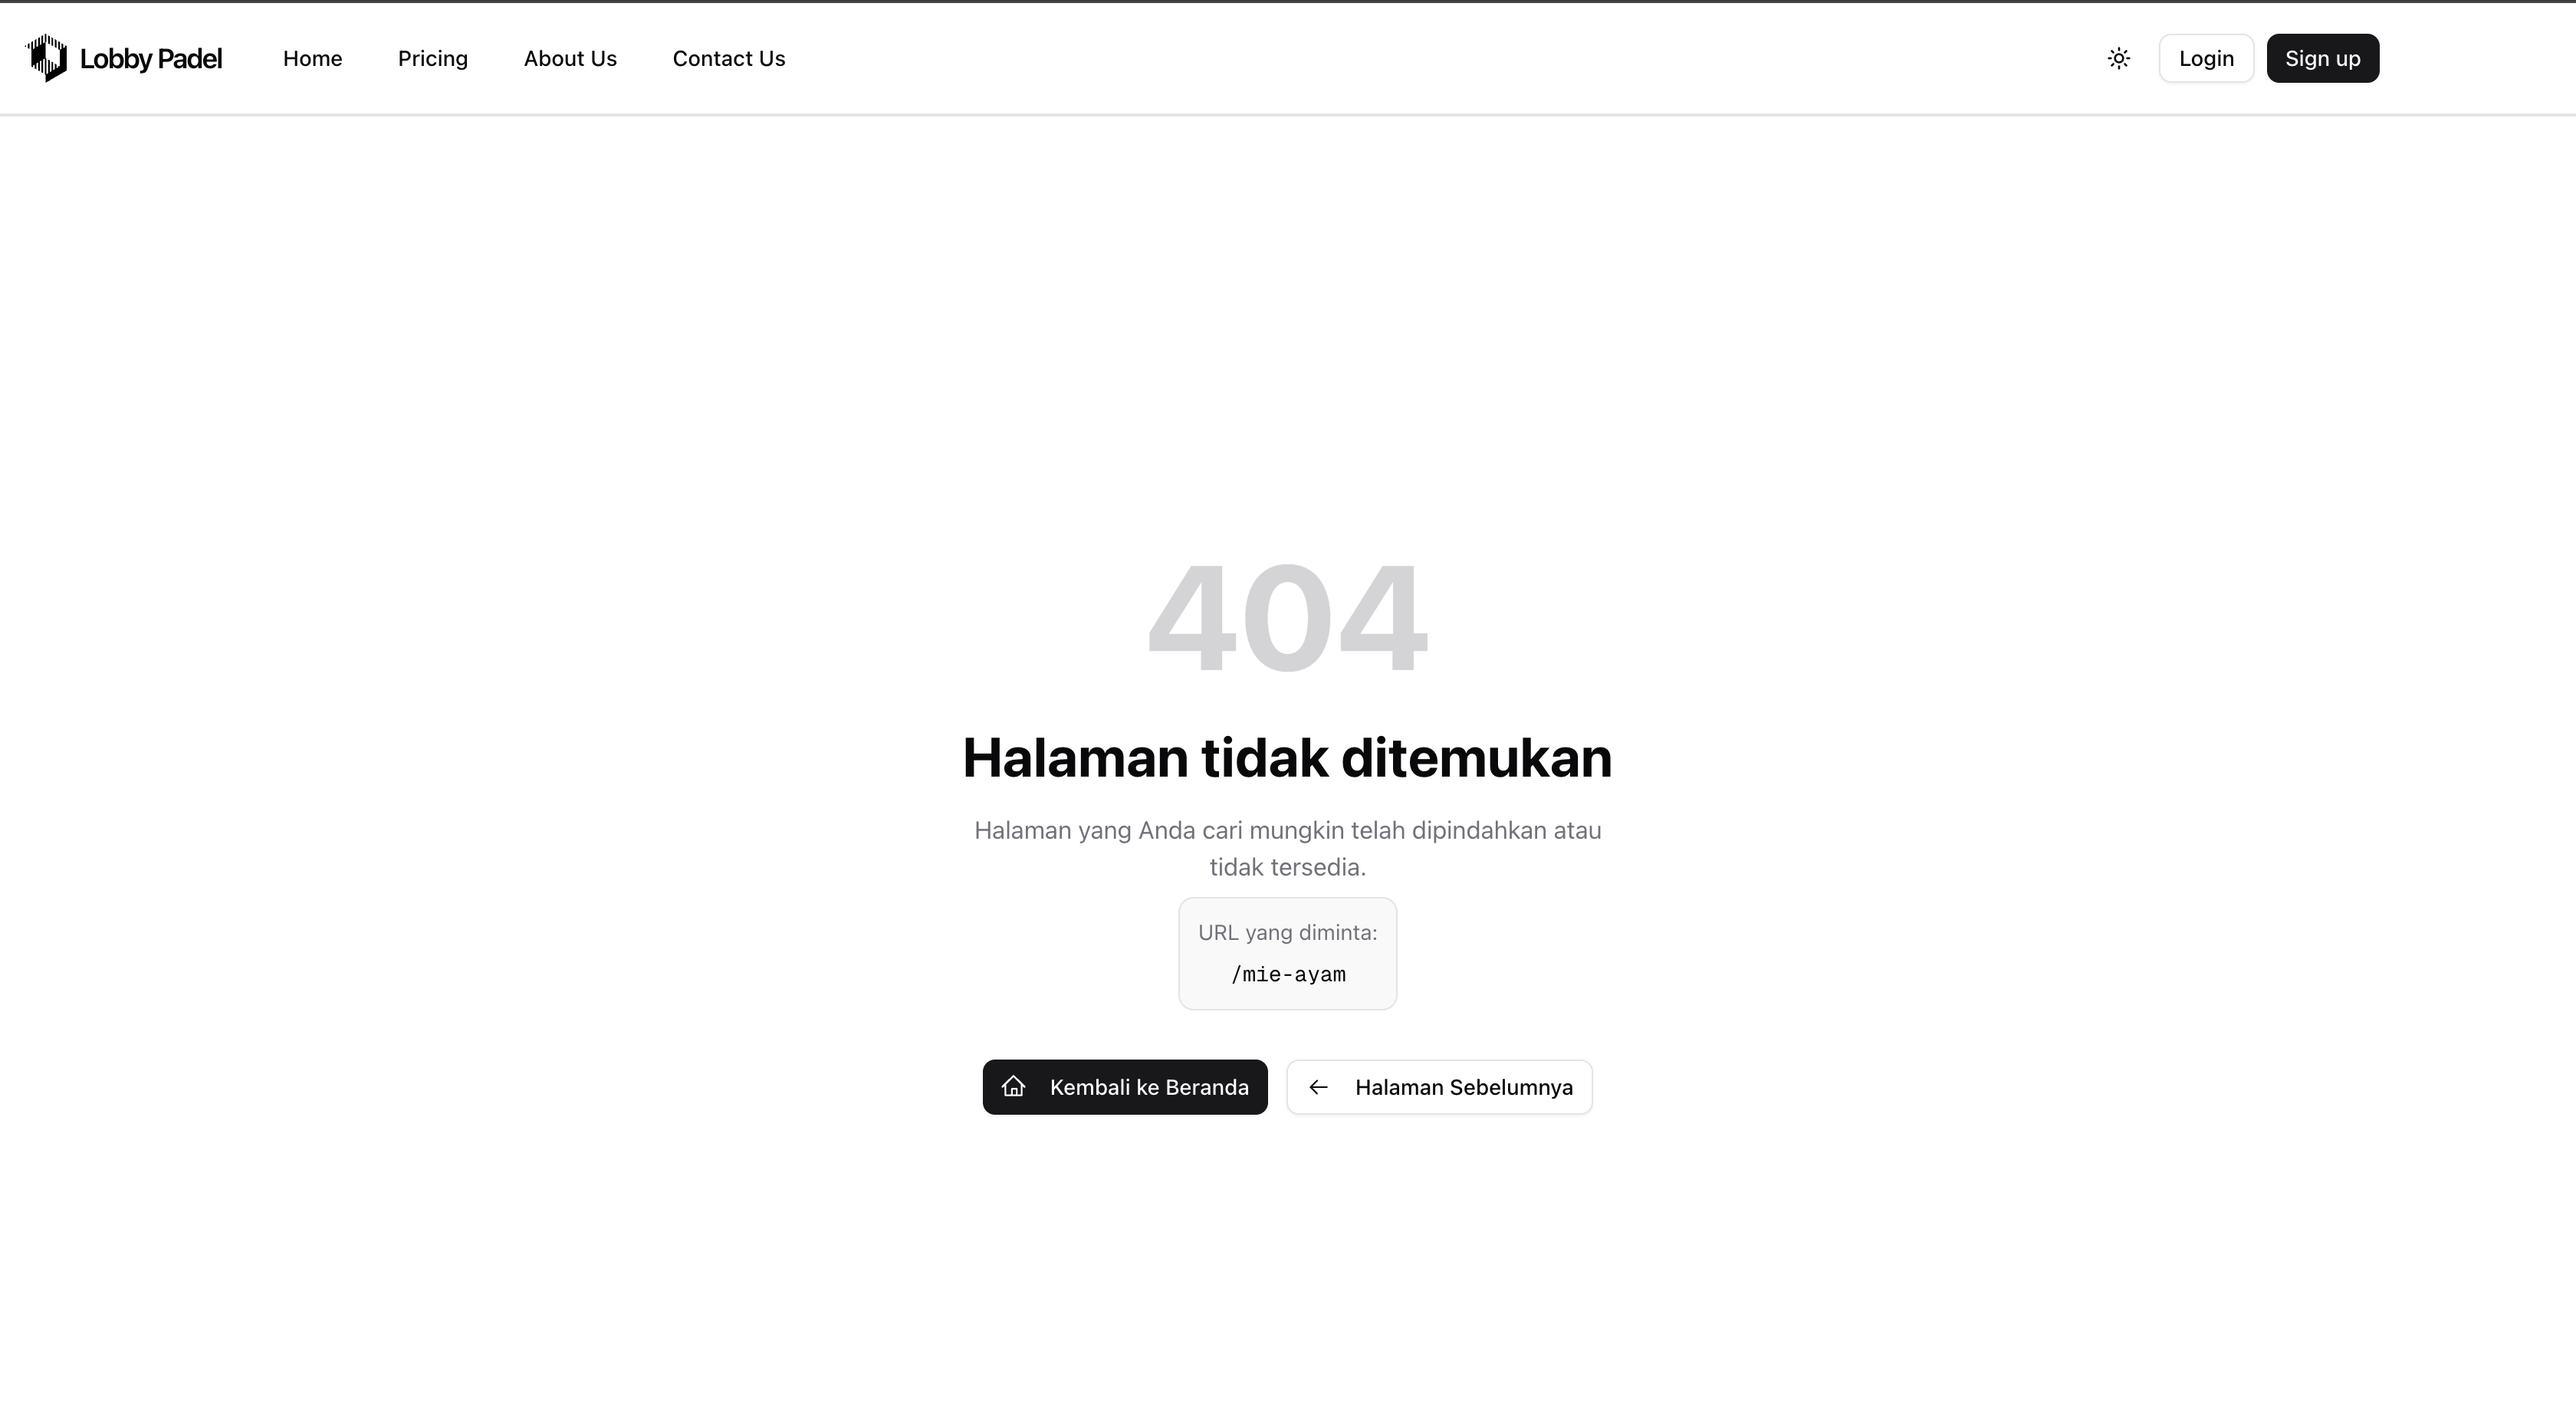 Lobby Padel
Home
Pricing
About Us
Contact Us
Login
Sign up
404
Halaman tidak ditemukan
Halaman yang Anda cari mungkin telah dipindahkan atau
tidak tersedia.
URL yang diminta:
/mie-ayam
Kembali ke Beranda
Halaman Sebelumnya